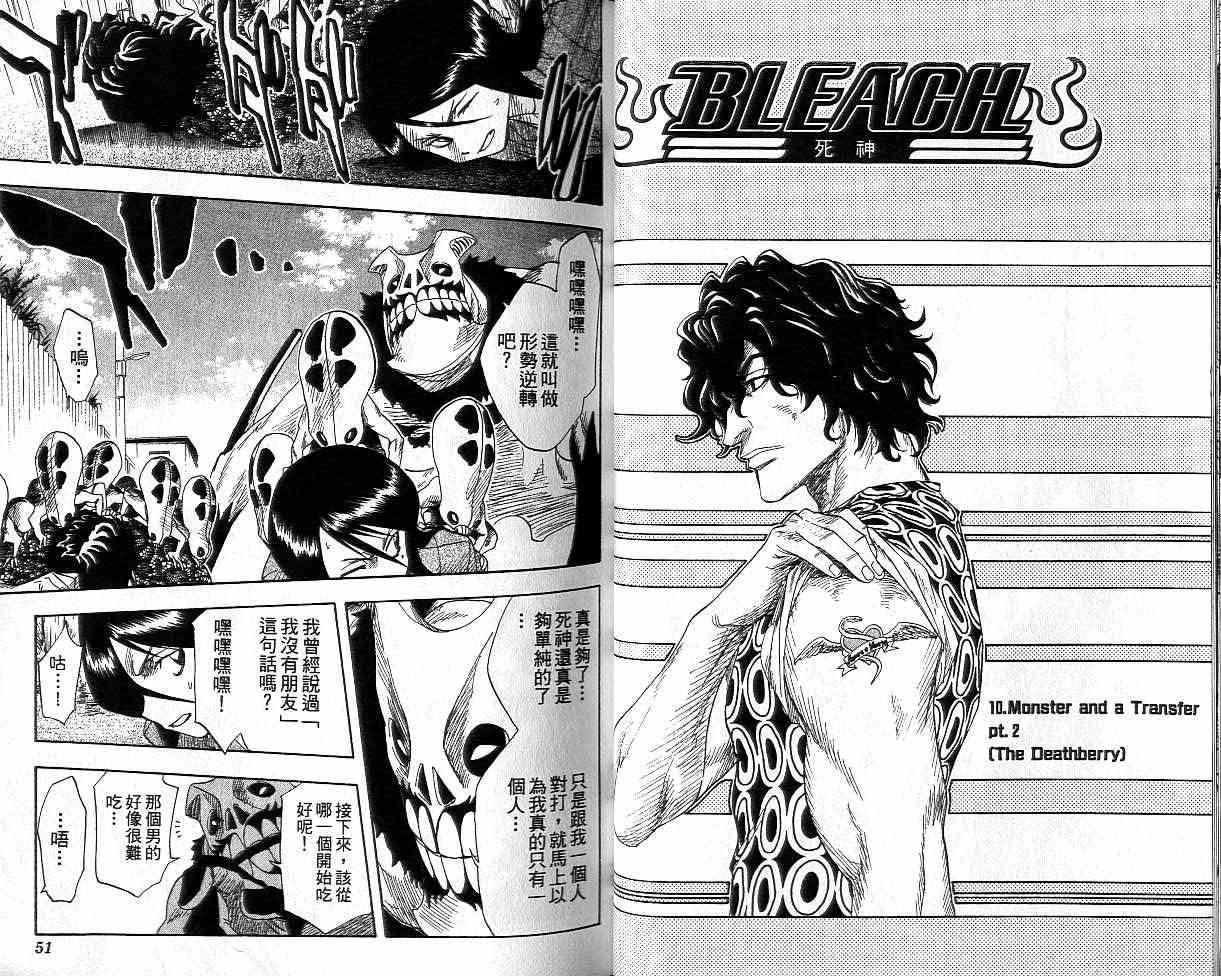 BLEACH
死神
10.Monster and a Transfer
pt. 2
(The Deathberry)
嘿嘿嘿嘿…
這就叫做
形勢逆轉
吧？
…嗚…
真是夠了…
死神還真是
夠單純的了
…
只是跟我一個人
對打，就馬上以
為我真的只有一
個人…
我曾經說過「
我沒有朋友」
這句話嗎？
嘿嘿嘿嘿！
咕……
接下來，該從
哪一個開始吃
好呢！
那個男的
好像很難
吃…
…唔…
51